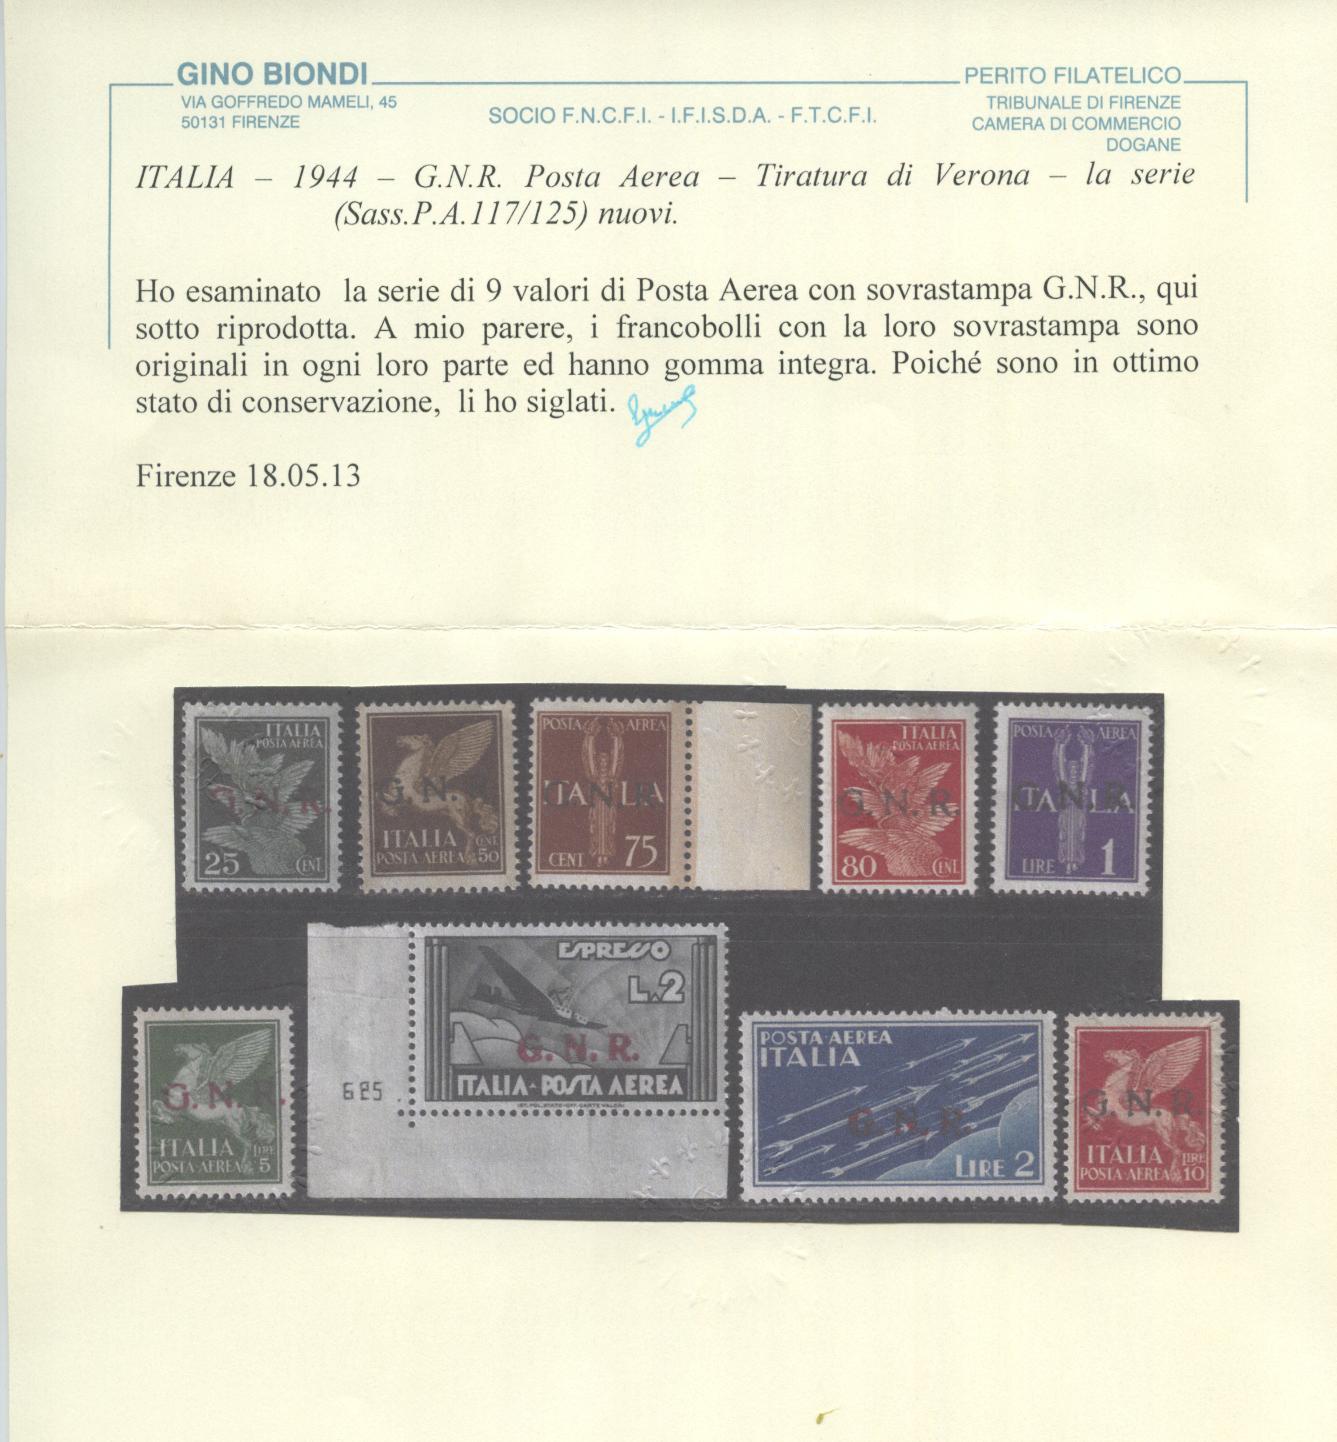 GINO BIONDI
VIA GOFFREDO MAMELI, 45
50131 FIRENZE
SOCIO F.N.C.F.I. - I.F.I.S.D.A. - F.T.C.F.I.
PERITO FILATELICO
TRIBUNALE DI FIRENZE
CAMERA DI COMMERCIO
DOGANE
ITALIA – 1944 – G.N.R. Posta Aerea – Tiratura di Verona – la serie
(Sass.P.A.117/125) nuovi.
Ho esaminato la serie di 9 valori di Posta Aerea con sovrastampa G.N.R., qui
sotto riprodotta. A mio parere, i francobolli con la loro sovrastampa sono
originali in ogni loro parte ed hanno gomma integra. Poiché sono in ottimo
stato di conservazione, li ho siglati.
Firenze 18.05.13
ITALIA
POSTA AEREA
G.N.R.
25 CENT
G.N.R.
ITALIA
CENT
POSTA AEREA 50
POSTA AEREA
ITALIA
G.N.R.
CENT 75
ITALIA
POSTA AEREA
G.N.R.
80 CENT
POSTA AEREA
ITALIA
G.N.R.
LIRE 1
G.N.R.
ITALIA LIRE
POSTA AEREA 5
ESPRESSO
L.2
G.N.R.
ITALIA-POSTA AEREA
625
POSTA·AEREA
ITALIA
G.N.R.
LIRE 2
G.N.R.
ITALIA LIRE
POSTA·AEREA 10